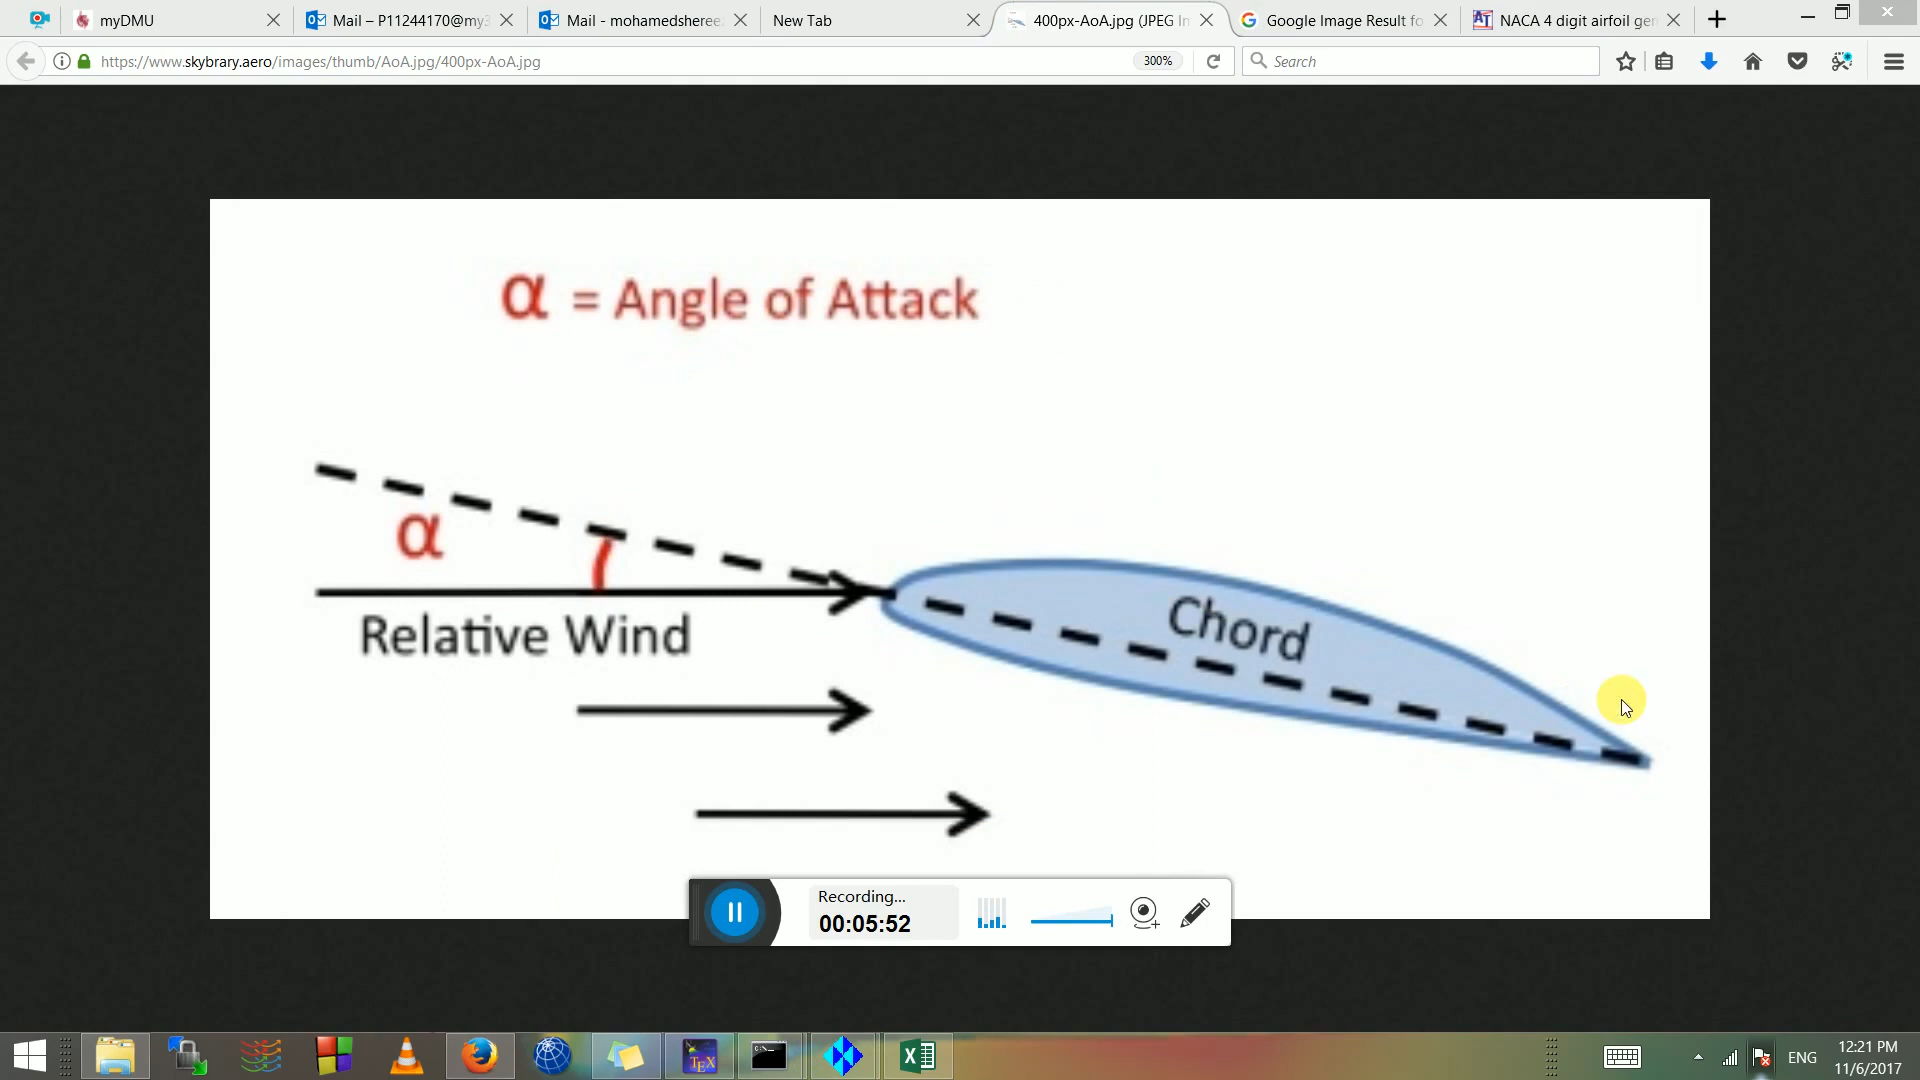 myDMU
Mail – P11244170@my3
Mail - mohamedsheree
New Tab
400px-AoA.jpg (JPEG In
Google Image Result fo
NACA 4 digit airfoil gen
https://www.skybrary.aero/images/thumb/AoA.jpg/400px-AoA.jpg
300%
Search
α = Angle of Attack
α
Relative Wind
Chord
Recording...
00:05:52
ENG
12:21 PM
11/6/2017